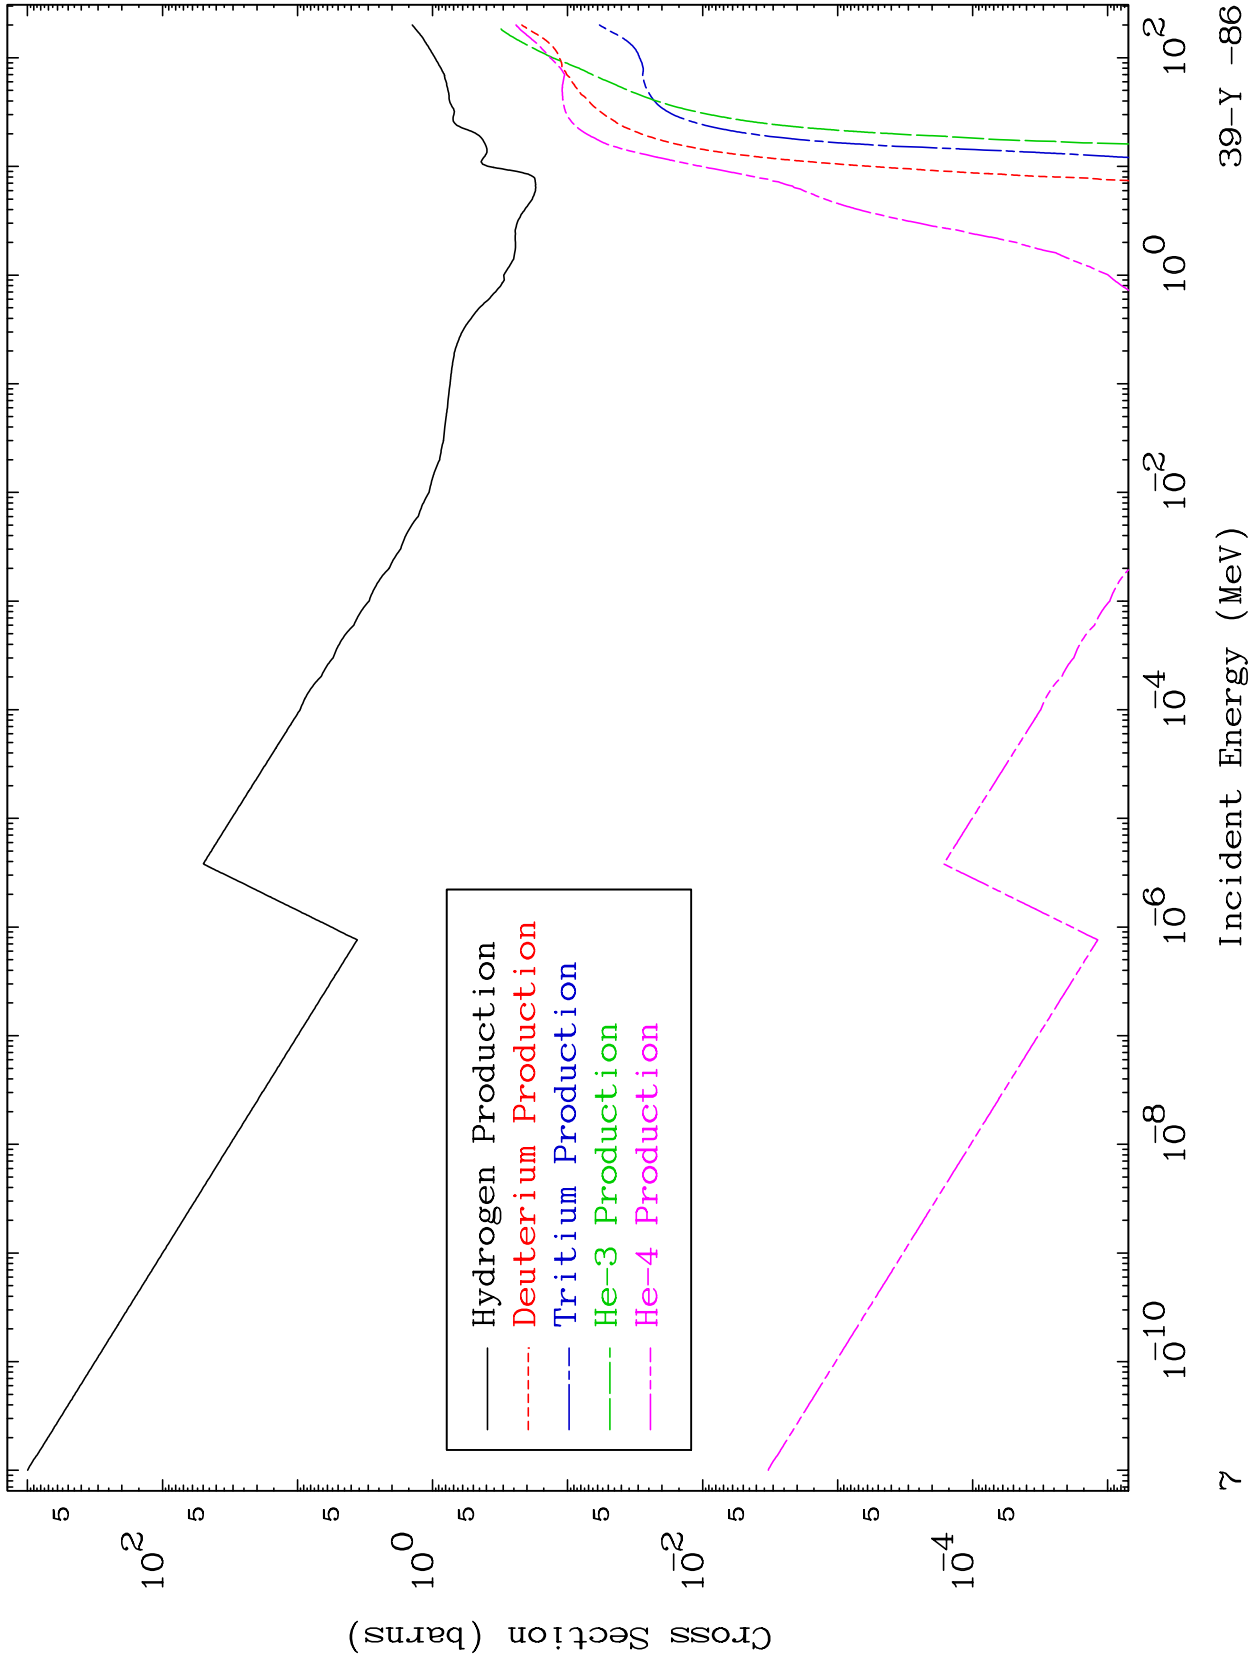 Cross Section (barns)
5
10 2
5
5
10 0
5
5
10 -2
5
5
10 -4
5
Hydrogen Production
Deuterium Production
Tritium Production
He-3 Production
He-4 Production
10 -10
10 -8
10 -6
10 -4
10 -2
10 0
10 2
7
Incident Energy (MeV)
39-Y -86